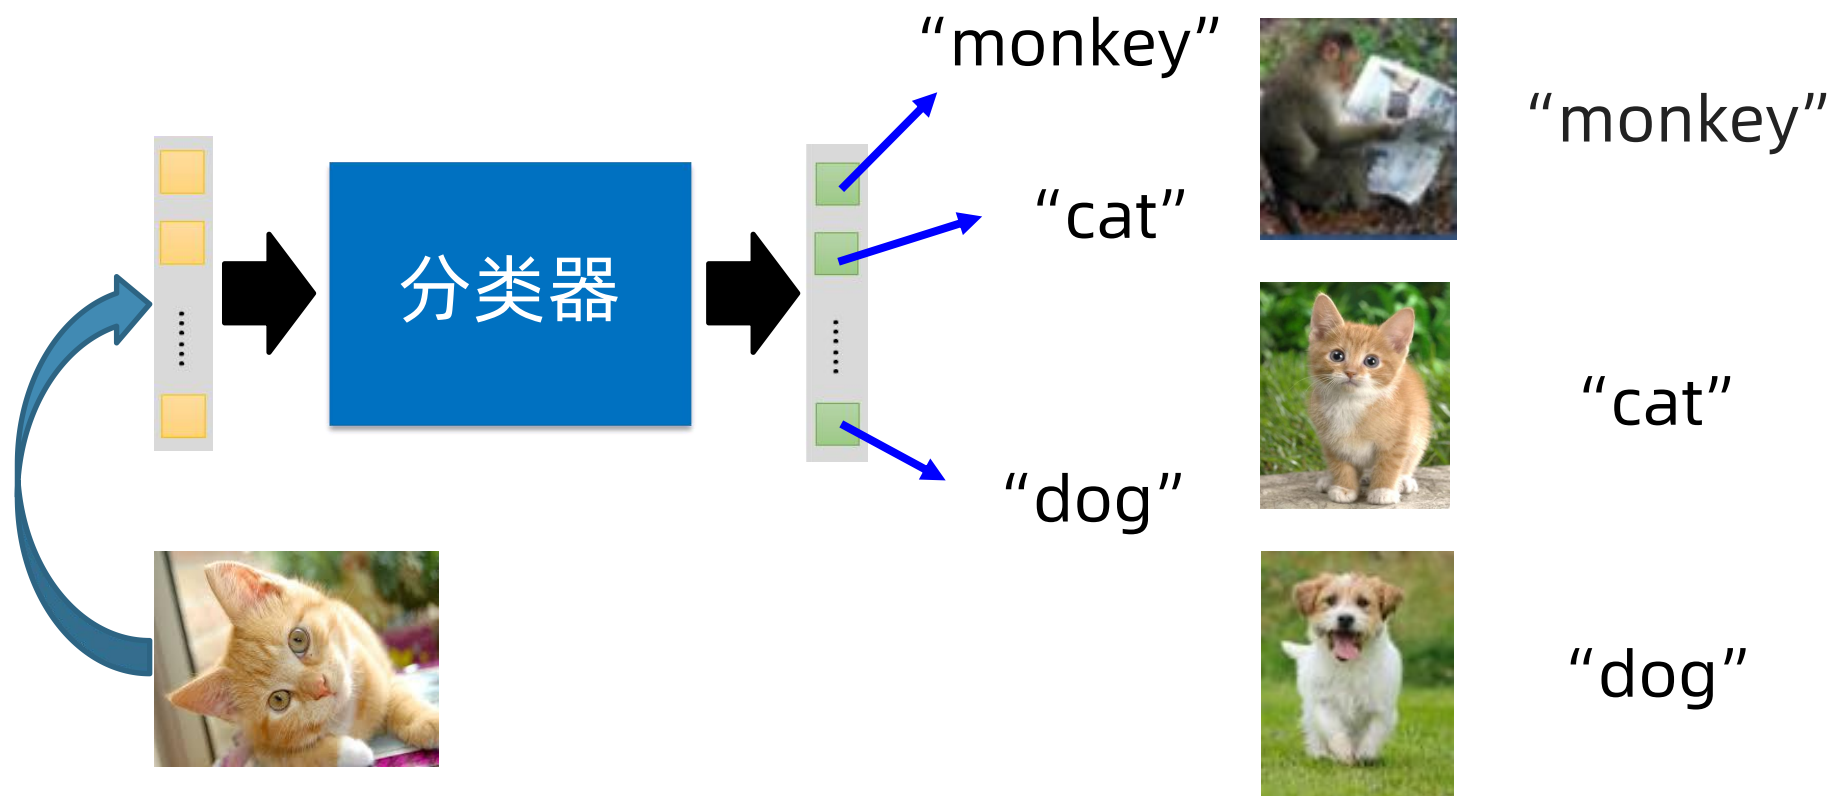 “monkey”
“monkey”
“cat”
分类器
“cat”
“dog”
“dog”